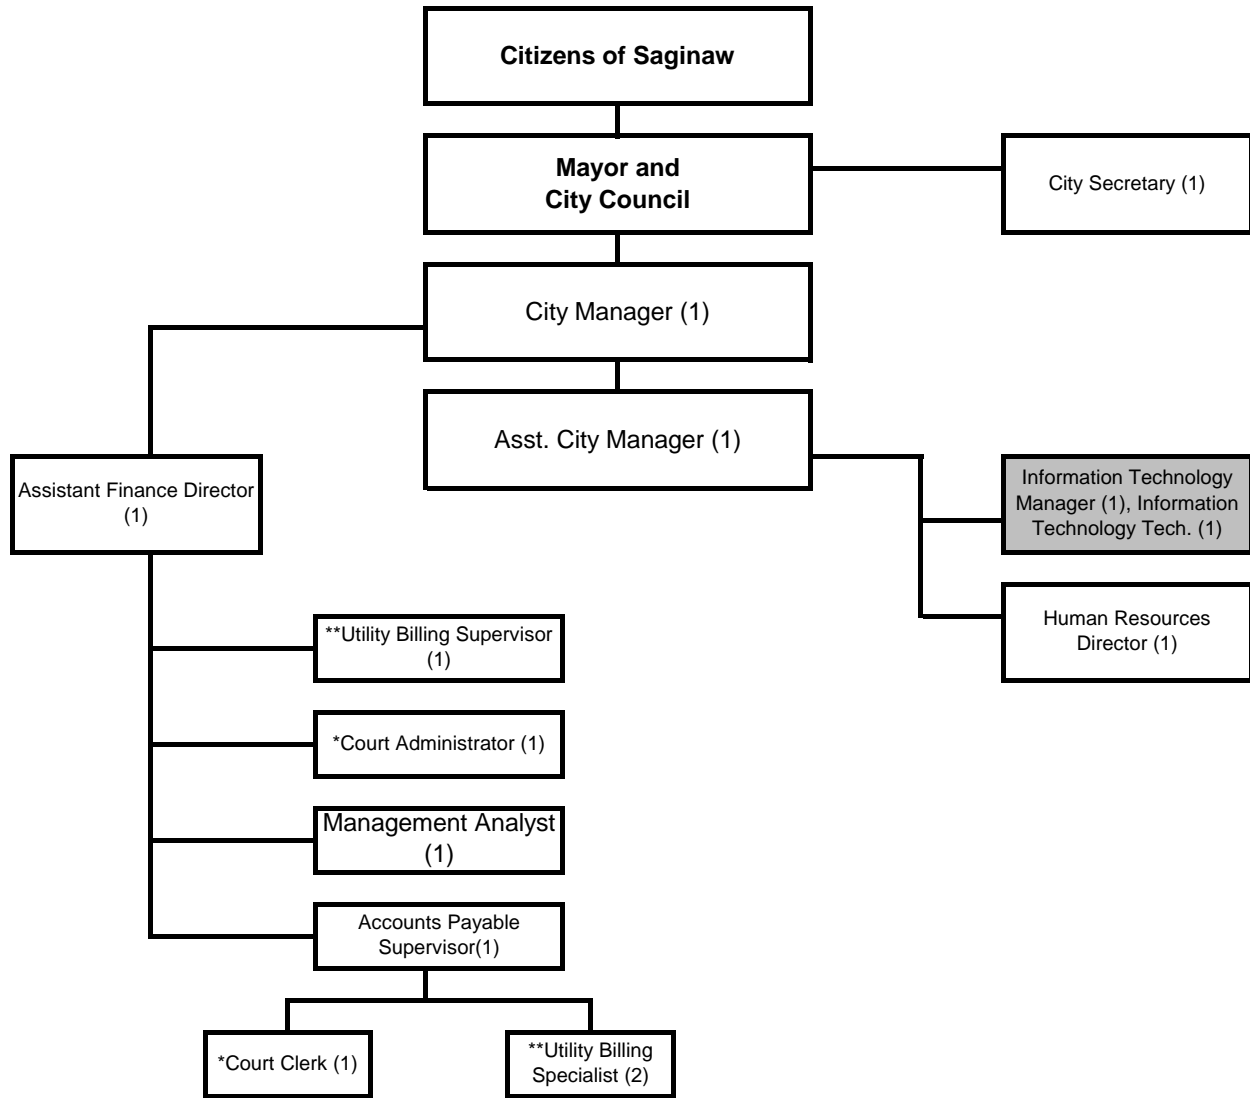 Citizens of Saginaw
Mayor and
City Council
City Secretary (1)
City Manager (1)
Asst. City Manager (1)
Assistant Finance Director
(1)
Information Technology
Manager (1), Information
Technology Tech. (1)
Human Resources
Director (1)
**Utility Billing Supervisor
(1)
*Court Administrator (1)
Management Analyst
(1)
Accounts Payable
Supervisor(1)
*Court Clerk (1)
**Utility Billing
Specialist (2)